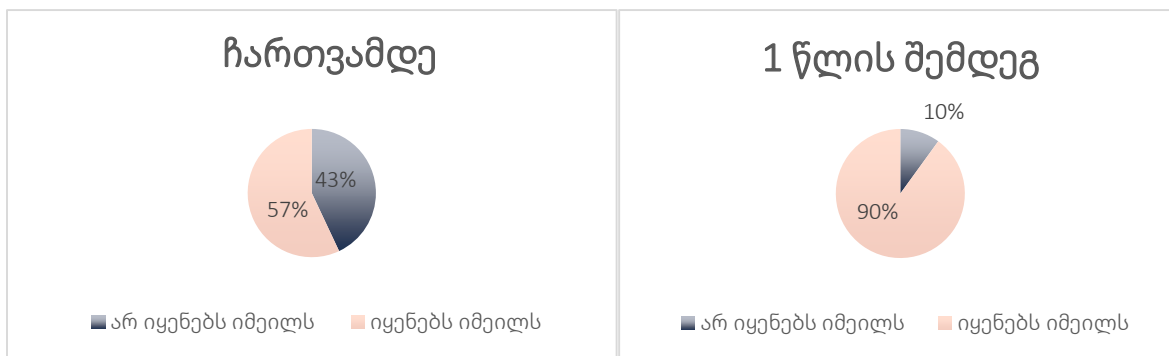 ჩართვამდე
43%
57%
არ იყენებს იმეილს
იყენებს იმეილს
1 წლის შემდეგ
10%
90%
არ იყენებს იმეილს
იყენებს იმეილს